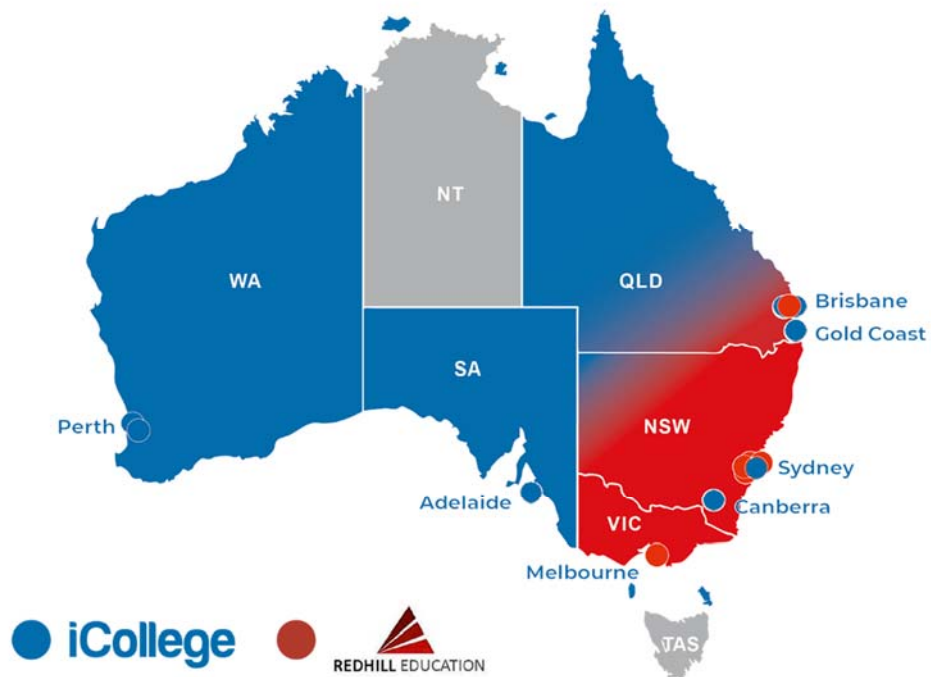 NT
WA
QLD
Brisbane
Gold Coast
SA
Perth
NSW
Sydney
Adelaide
Canberra
VIC
Melbourne
TAS
iCollege
REDHILL EDUCATION